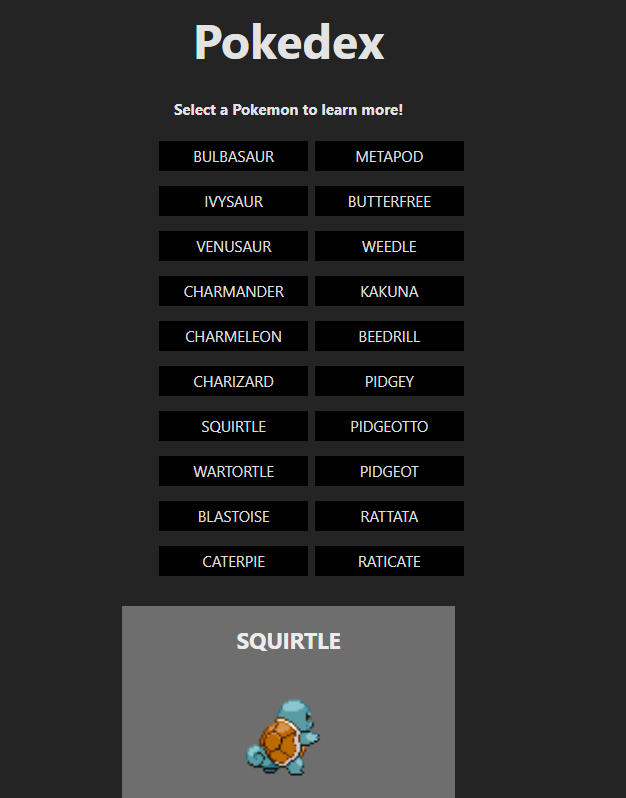 Pokedex
Select a Pokemon to learn more!
BULBASAUR METAPOD
IVYSAUR BUTTERFREE
VENUSAUR WEEDLE
CHARMANDER KAKUNA
CHARMELEON BEEDRILL
CHARIZARD PIDGEY
SQUIRTLE PIDGEOTTO
WARTORTLE PIDGEOT
BLASTOISE RATTATA
CATERPIE RATICATE
SQUIRTLE